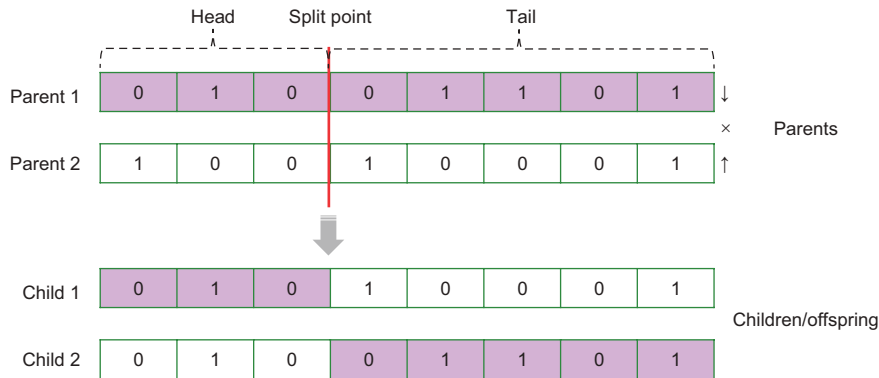 Head Split point Tail
Parent 1 0 1 0 0 1 1 0 1 ↓
× Parents
Parent 2 1 0 0 1 0 0 0 1 ↑
Child 1 0 1 0 1 0 0 0 1
Children/offspring
Child 2 0 1 0 0 1 1 0 1